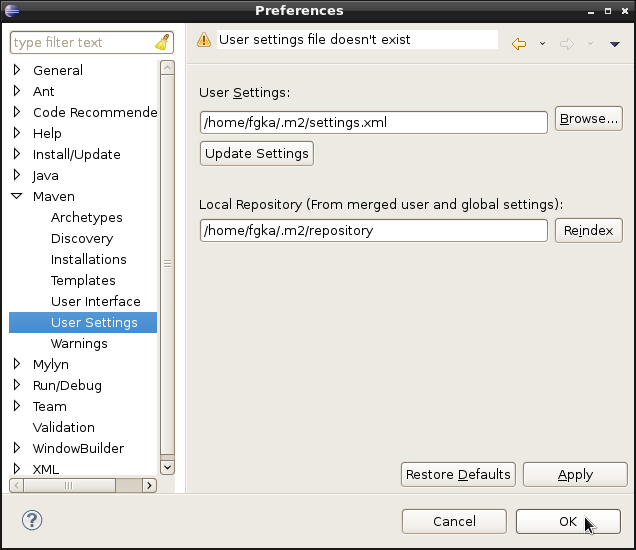 Preferences
type filter text
General
Ant
Code Recommende
Help
Install/Update
Java
Maven
Archetypes
Discovery
Installations
Templates
User Interface
User Settings
Warnings
Mylyn
Run/Debug
Team
Validation
WindowBuilder
XML
User settings file doesn't exist
User Settings:
/home/fgka/.m2/settings.xml
Browse...
Update Settings
Local Repository (From merged user and global settings):
/home/fgka/.m2/repository
Reindex
Restore Defaults
Apply
?
Cancel
OK